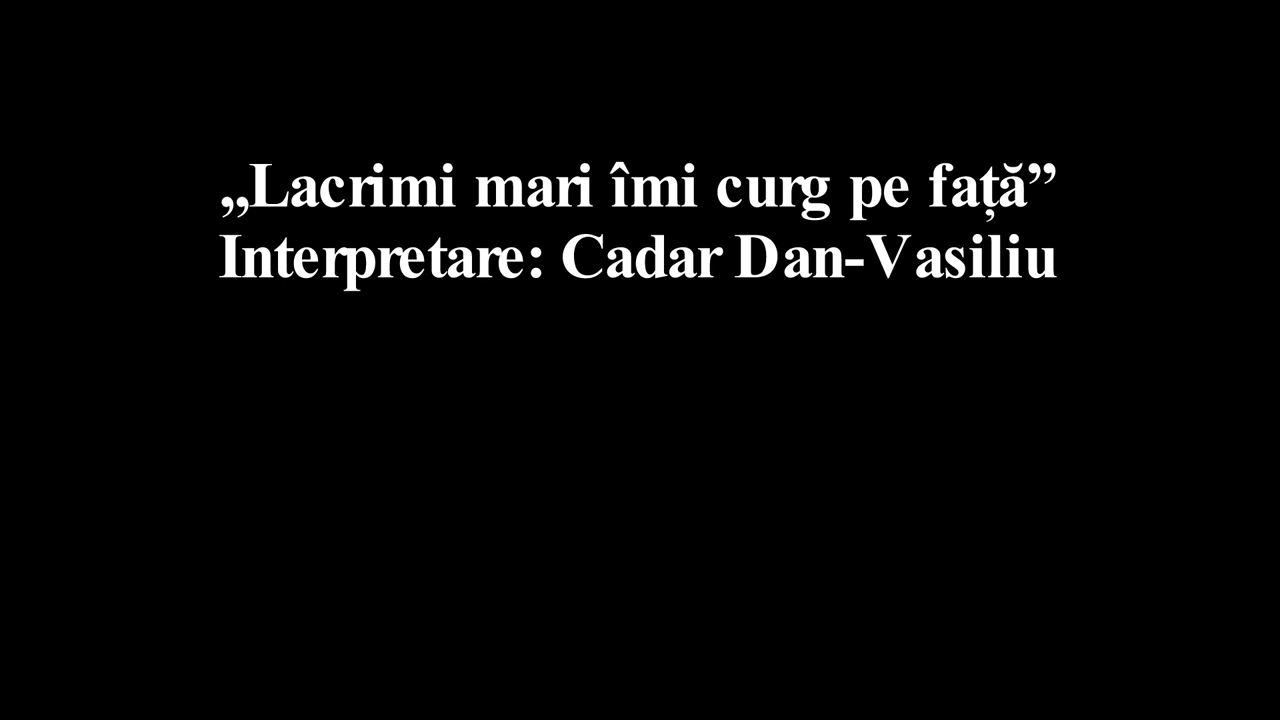 „Lacrimi mari îmi curg pe față”
Interpretare: Cadar Dan-Vasiliu